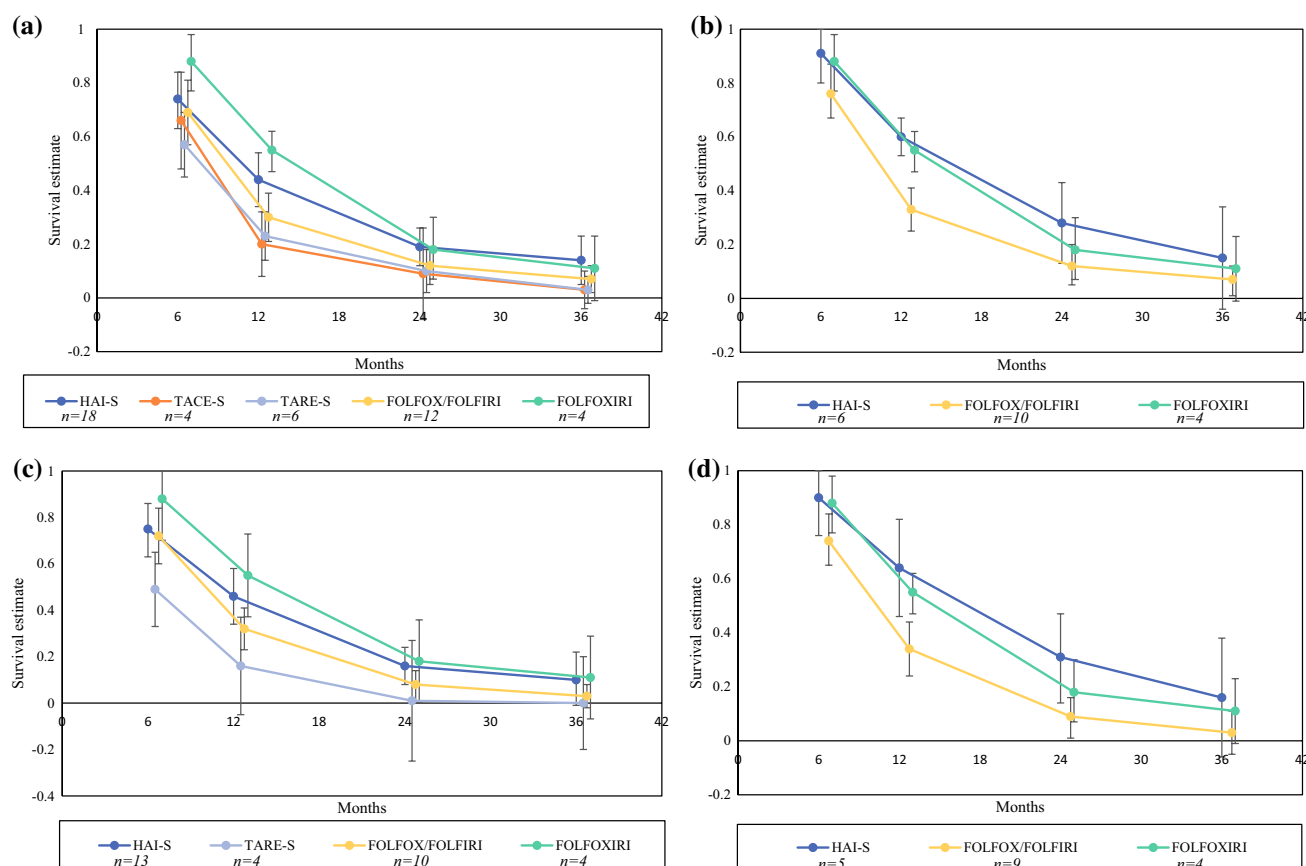 (a)
1
0.8
0.6
0.4
0.2
0
-0.2
Survival estimate
0 6 12 18 24 30 36 42
Months
HAI-S TACE-S TARE-S FOLFOX/FOLFIRI FOLFOXIRI
n=18 n=4 n=6 n=12 n=4
(b)
1
0.8
0.6
0.4
0.2
0
-0.2
Survival estimate
0 6 12 18 24 30 36 42
Months
HAI-S FOLFOX/FOLFIRI FOLFOXIRI
n=6 n=10 n=4
(c)
1
0.8
0.6
0.4
0.2
0
-0.2
-0.4
Survival estimate
0 6 12 18 24 30 36 42
Months
HAI-S TARE-S FOLFOX/FOLFIRI FOLFOXIRI
n=13 n=4 n=10 n=4
(d)
1
0.8
0.6
0.4
0.2
0
-0.2
Survival estimate
0 6 12 18 24 30 36 42
Months
HAI-S FOLFOX/FOLFIRI FOLFOXIRI
n=5 n=9 n=4